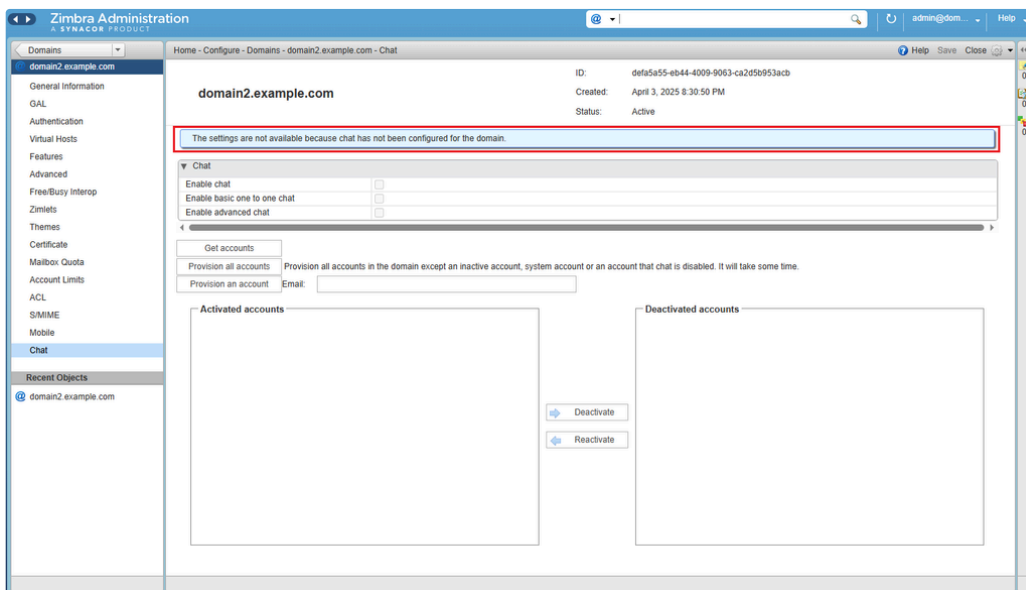 Zimbra Administration
A SYNACOR PRODUCT
@
admin@dom...
Help
Domains
Home - Configure - Domains - domain2.example.com - Chat
Help Save Close
@ domain2.example.com
General Information
GAL
Authentication
Virtual Hosts
Features
Advanced
Free/Busy Interop
Zimlets
Themes
Certificate
Mailbox Quota
Account Limits
ACL
S/MIME
Mobile
Chat
Recent Objects
@ domain2.example.com
domain2.example.com
ID: defa5a55-eb44-4009-9063-ca2d5b953acb
Created: April 3, 2025 8:30:50 PM
Status: Active
The settings are not available because chat has not been configured for the domain.
Chat
Enable chat
Enable basic one to one chat
Enable advanced chat
Get accounts
Provision all accounts Provision all accounts in the domain except an inactive account, system account or an account that chat is disabled. It will take some time.
Provision an account Email:
Activated accounts
Deactivated accounts
Deactivate
Reactivate
0
0
0